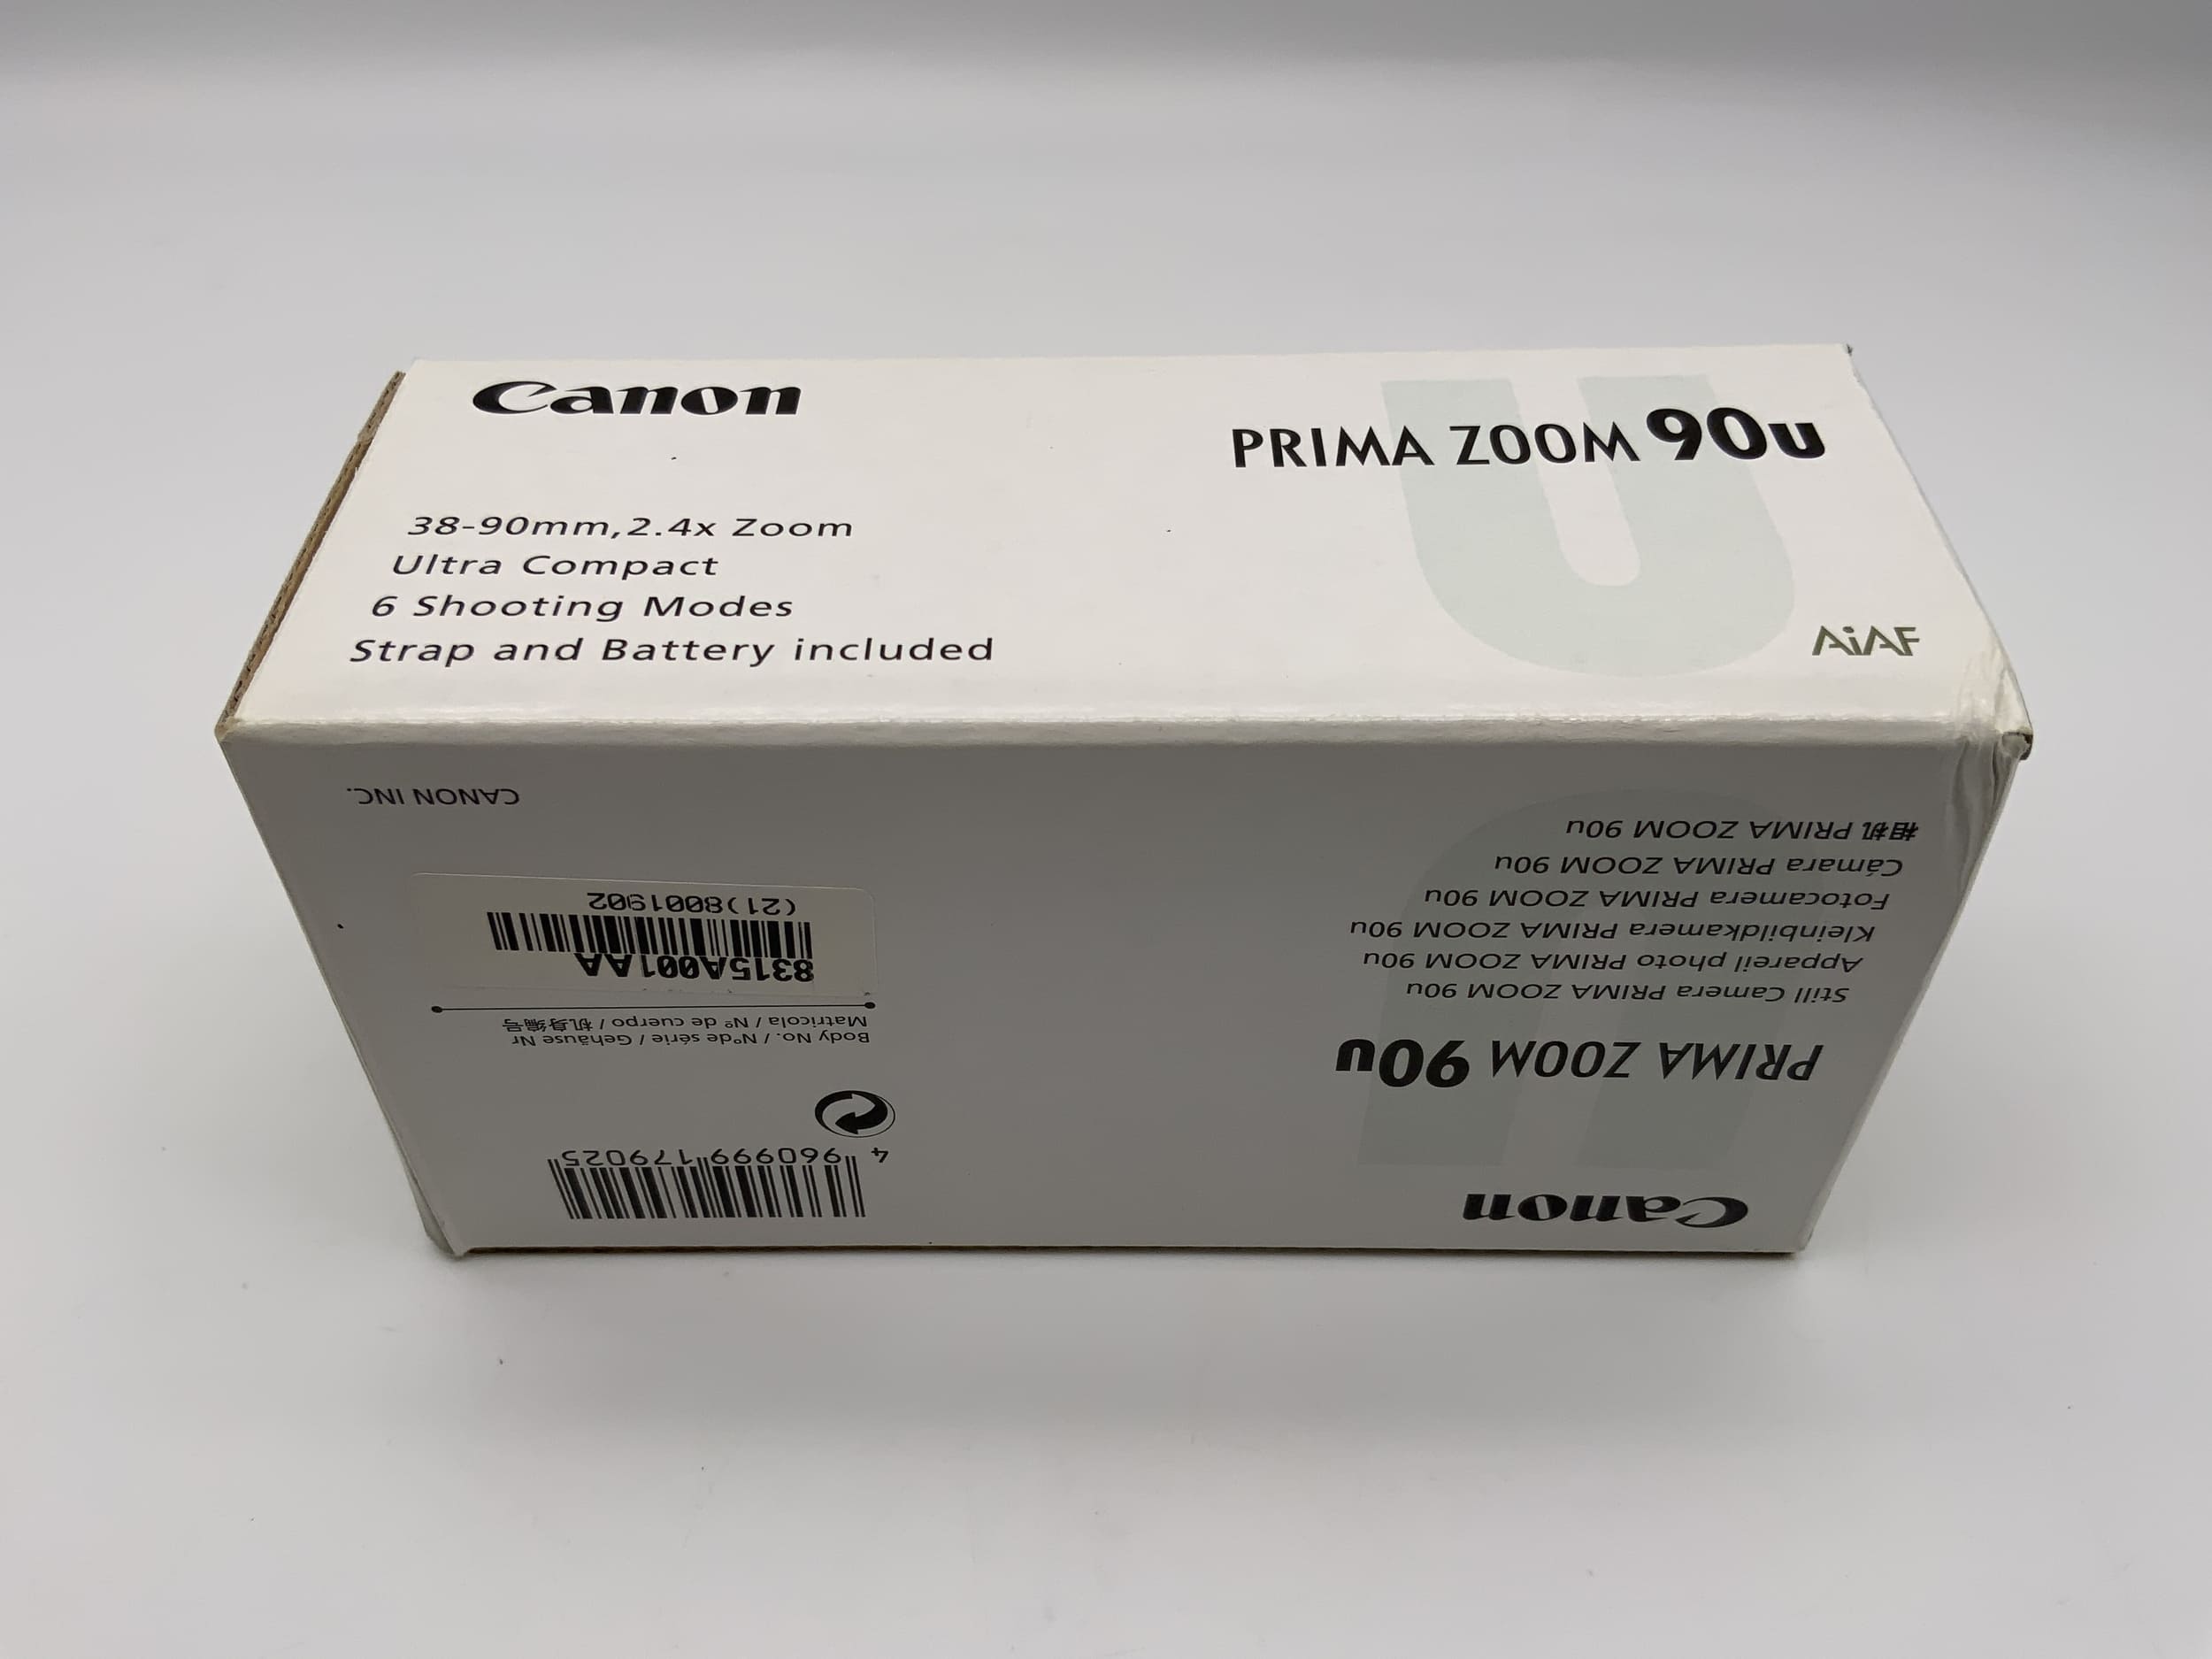 Canon
PRIMA ZOOM 90u
38-90mm,2.4x Zoom
Ultra Compact
6 Shooting Modes
Strap and Battery included
AiAF
Canon
PRIMA ZOOM 90u
Still Camera PRIMA ZOOM 90u
Appareil photo PRIMA ZOOM 90u
Kleinbildkamera PRIMA ZOOM 90u
Fotocamera PRIMA ZOOM 90u
Cámara PRIMA ZOOM 90u
相机 PRIMA ZOOM 90u
4 960999 179025
Body No. / Nº de série / Gehäuse Nr
Matricola / Nº de cuerpo / 机身编号
8315A001AA
(21)8001902
CANON INC.
U
U